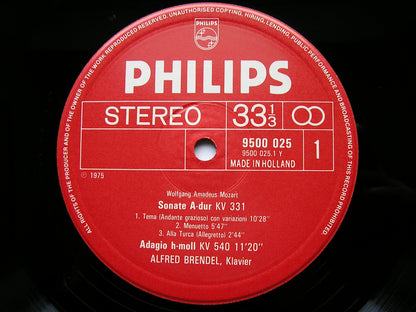 ALL RIGHTS OF THE PRODUCER AND OF THE OWNER OF THE WORK REPRODUCED RESERVED. UNAUTHORISED COPYING, HIRING, LENDING, PUBLIC PERFORMANCE AND BROADCASTING OF THIS RECORD PROHIBITED.
PHILIPS
PHILIPS
STEREO 33 1/3
9500 025
9500 025.1 Y
MADE IN HOLLAND
1
℗ 1975
Wolfgang Amadeus Mozart
Sonate A-dur KV 331
1. Tema (Andante grazioso) con variazioni 10'28"
2. Menuetto 5'47"
3. Alla Turca (Allegretto) 2'44"
Adagio h-moll KV 540 11'20"
ALFRED BRENDEL, Klavier